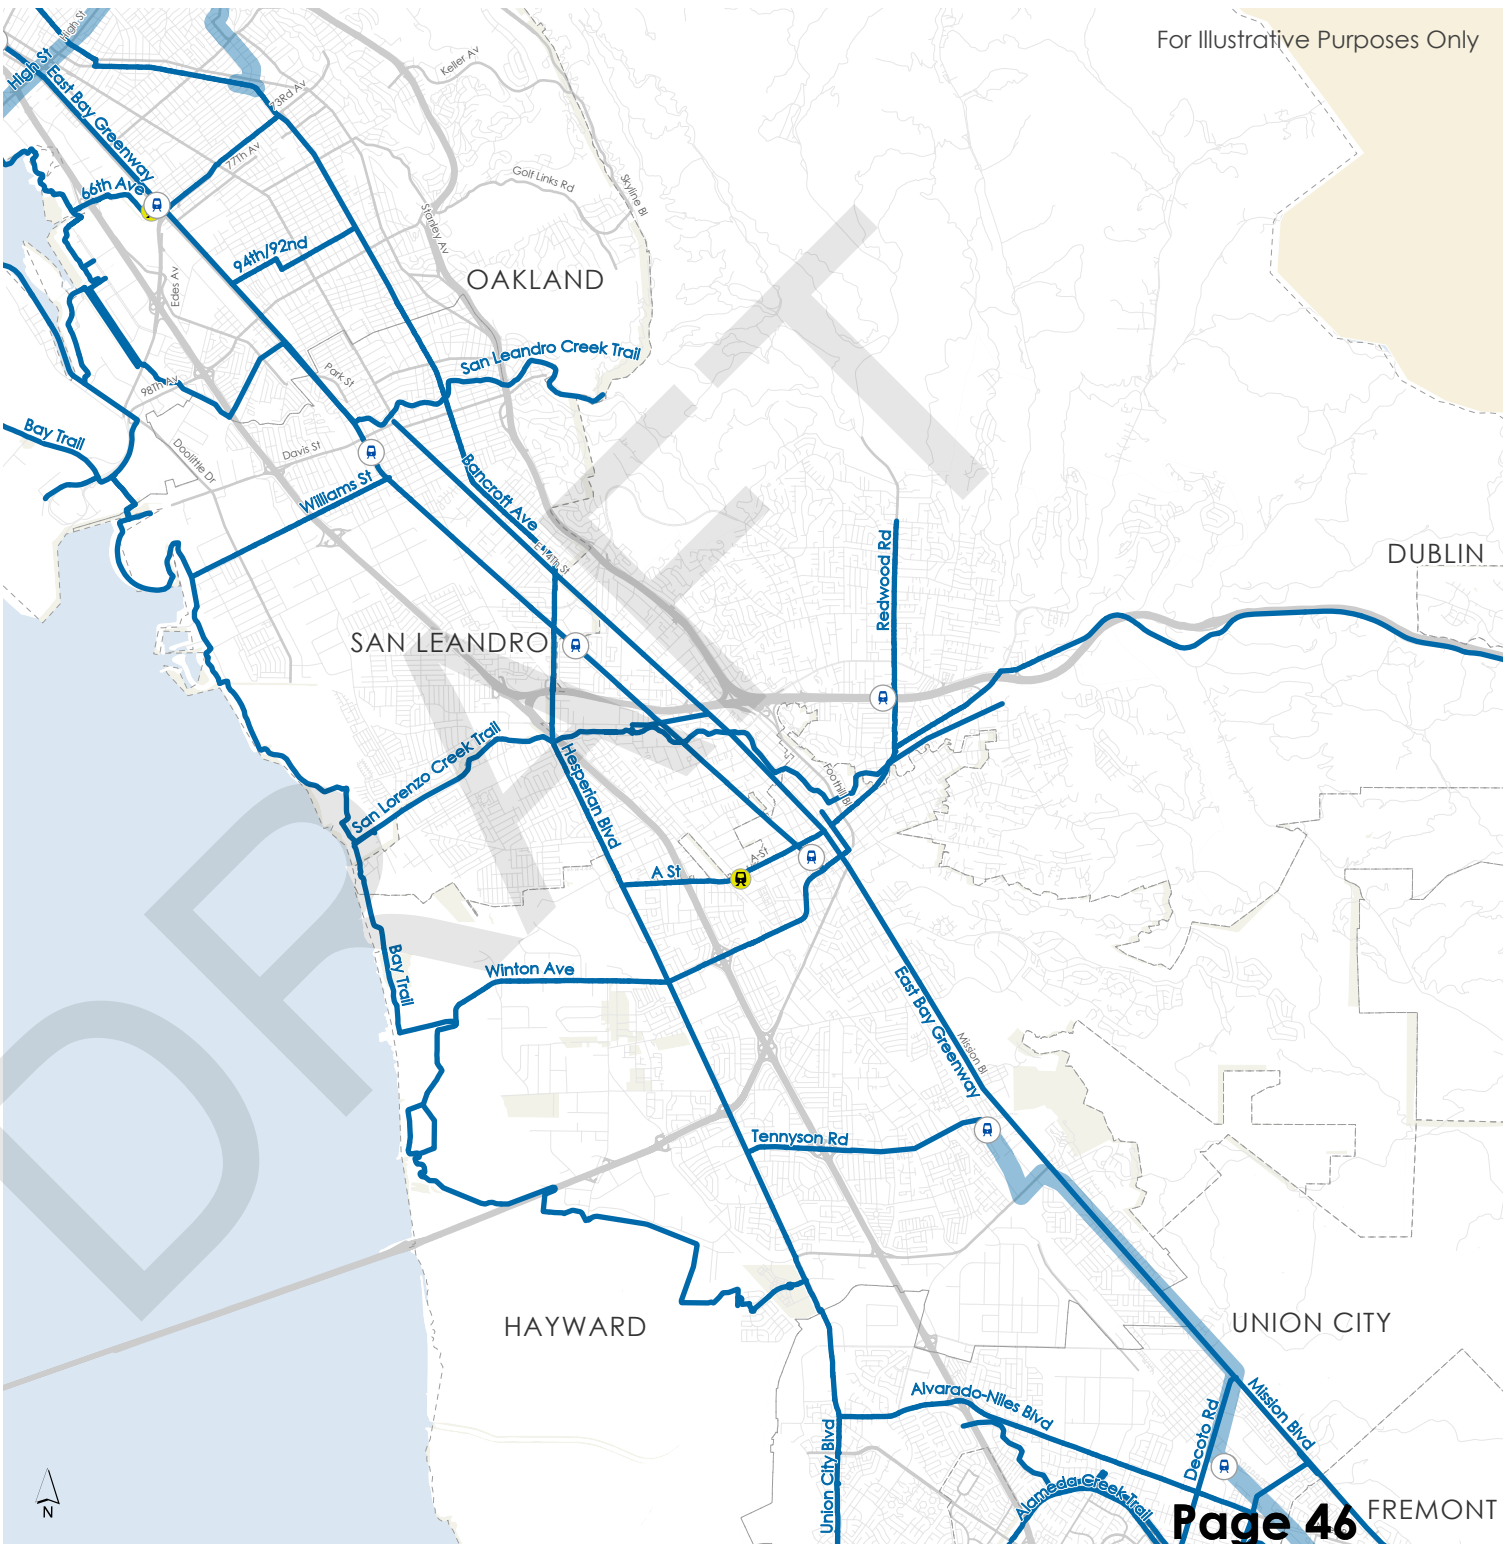 For Illustrative Purposes Only
High St
High St
East Bay Greenway
Keller Av
73Rd Av
77Th Av
66th Ave
Golf Links Rd
Skyline Bl
Stanley Av
94th/92nd
Edes Av
OAKLAND
San Leandro Creek Trail
Park St
98Th Av
Bay Trail
Doolittle Dr
Davis St
Williams St
Bancroft Ave
E 14Th St
Redwood Rd
DUBLIN
SAN LEANDRO
San Lorenzo Creek Trail
Hesperian Blvd
Foothill Bl
A St
A St
Bay Trail
Winton Ave
East Bay Greenway
Mission Bl
Tennyson Rd
HAYWARD
UNION CITY
Alvarado-Niles Blvd
Mission Blvd
Decoto Rd
Union City Blvd
Alameda Creek Trail
FREMONT
N
Page 46
DRAFT